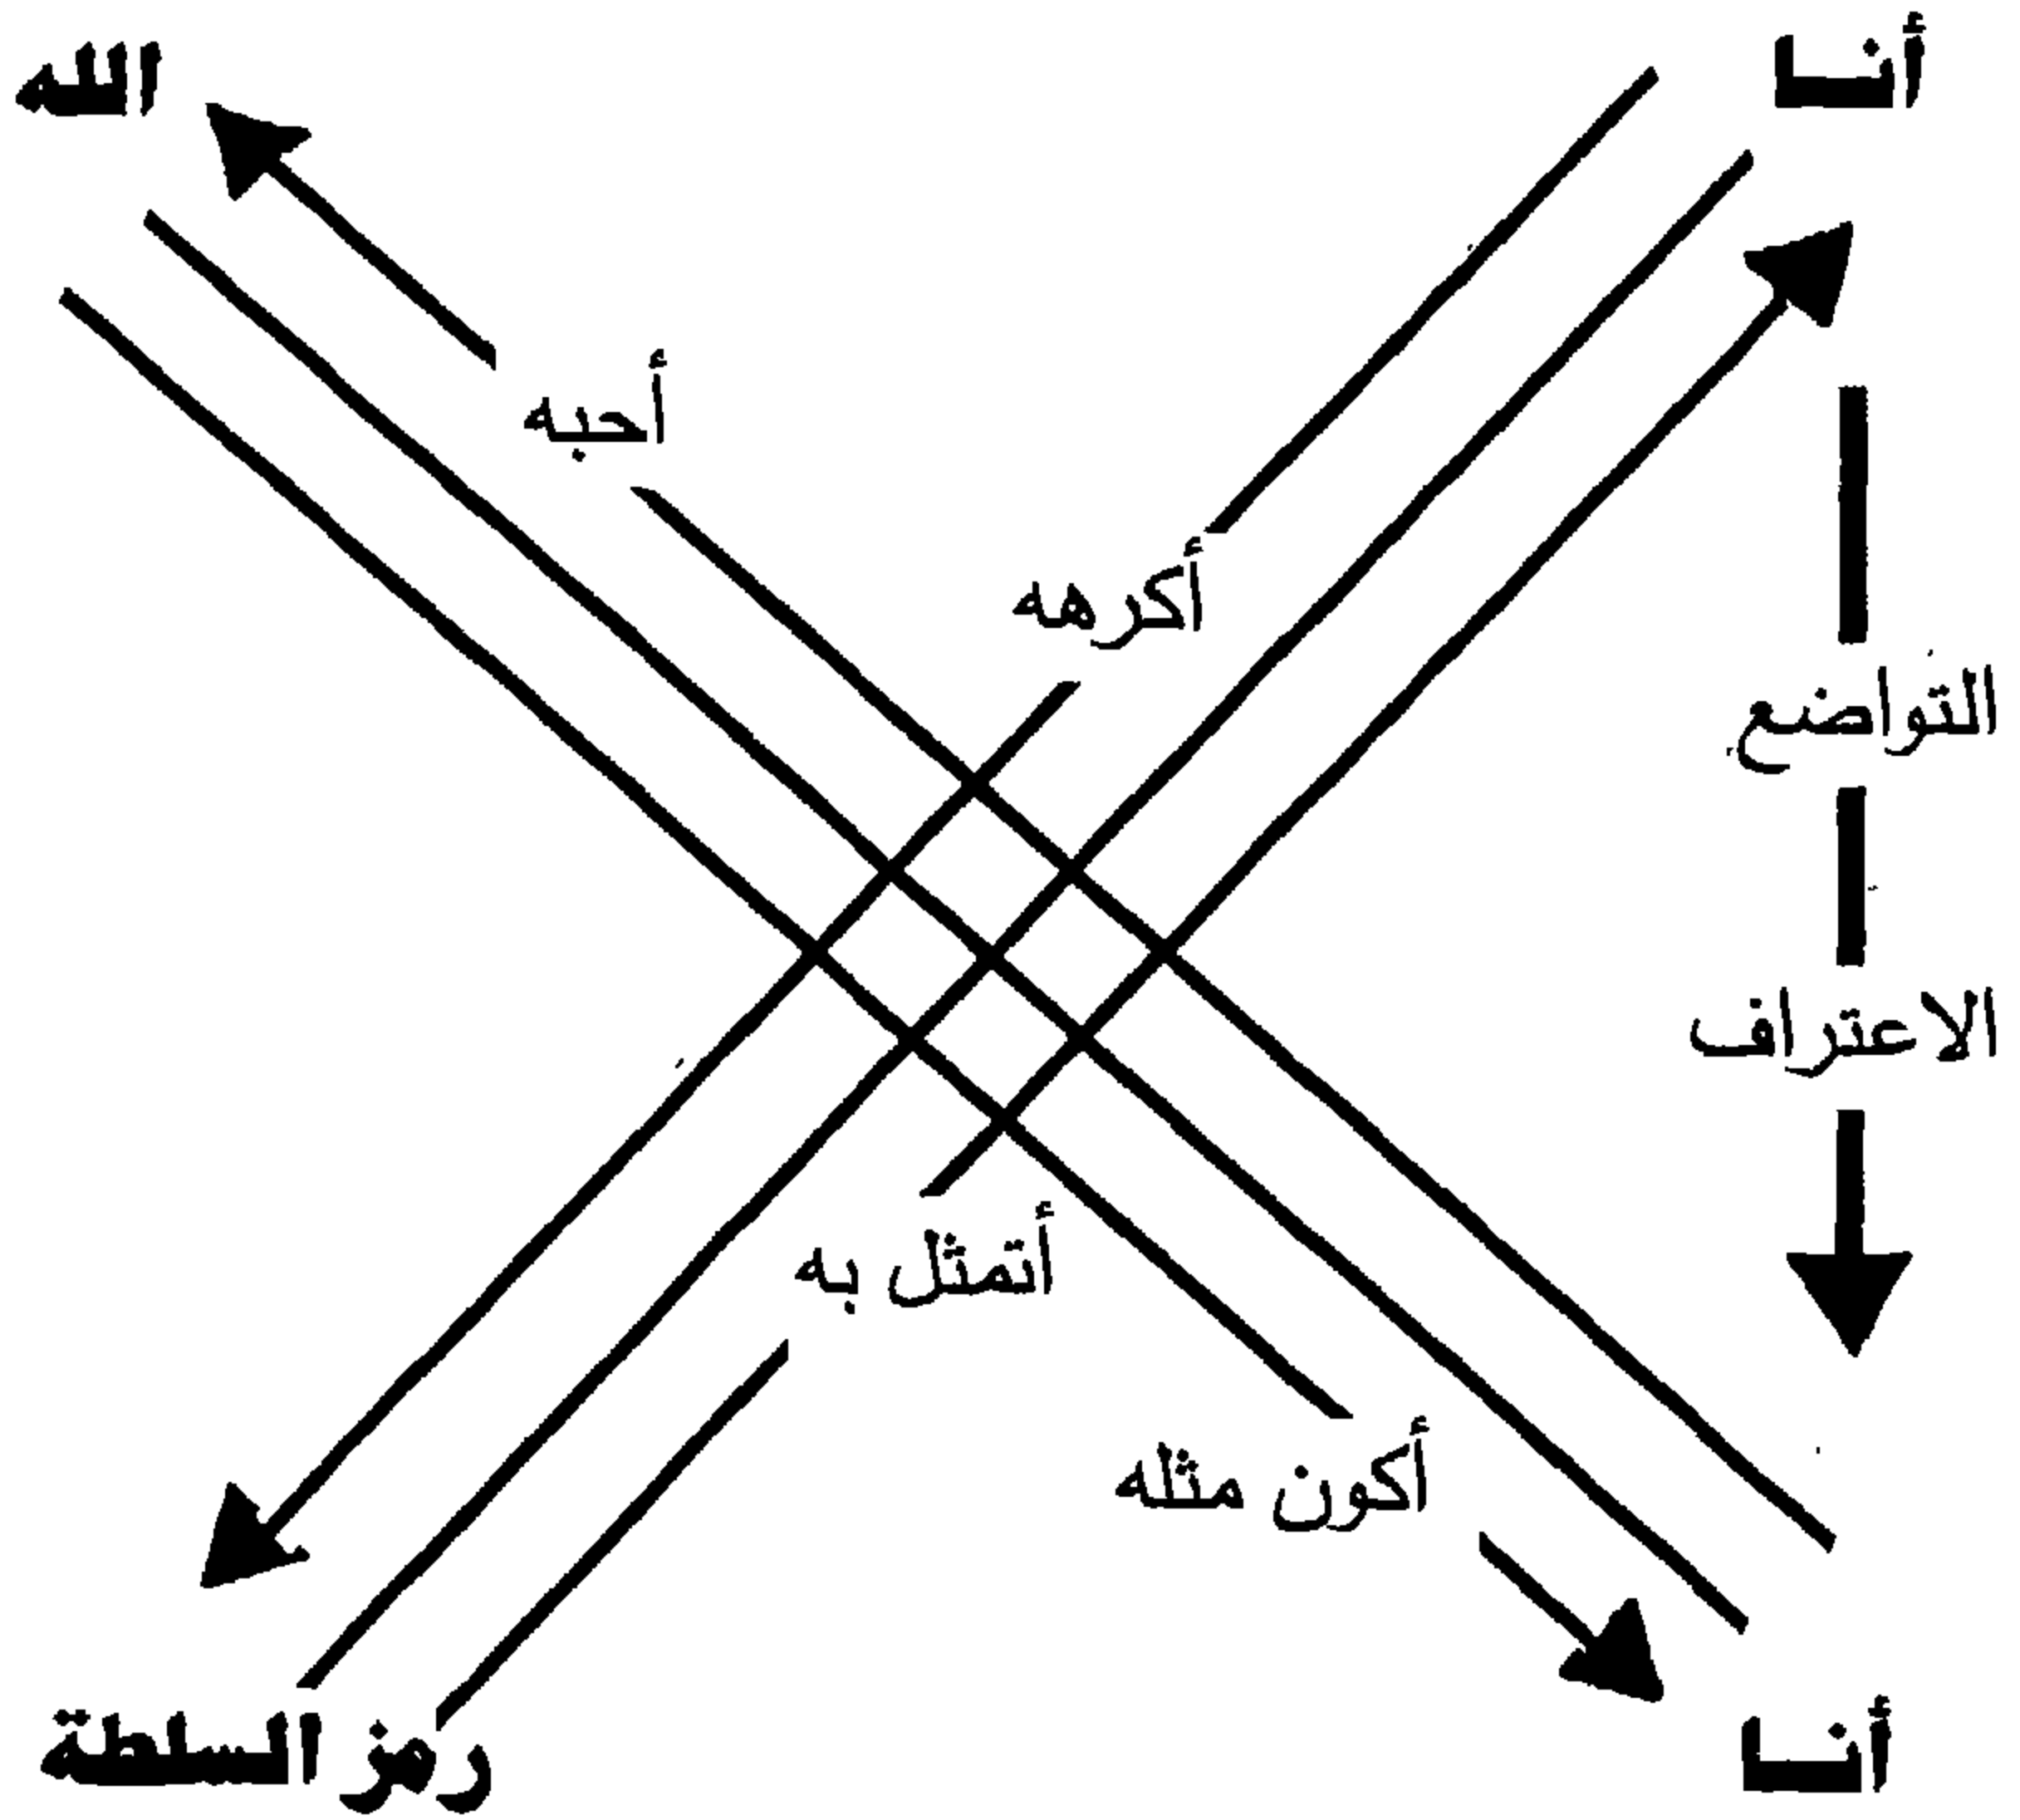 أنا
الله
أحبه
أكرهه
التواضع
الاعتراف
أتمثل به
أكون مثله
أنا
رمز السلطة